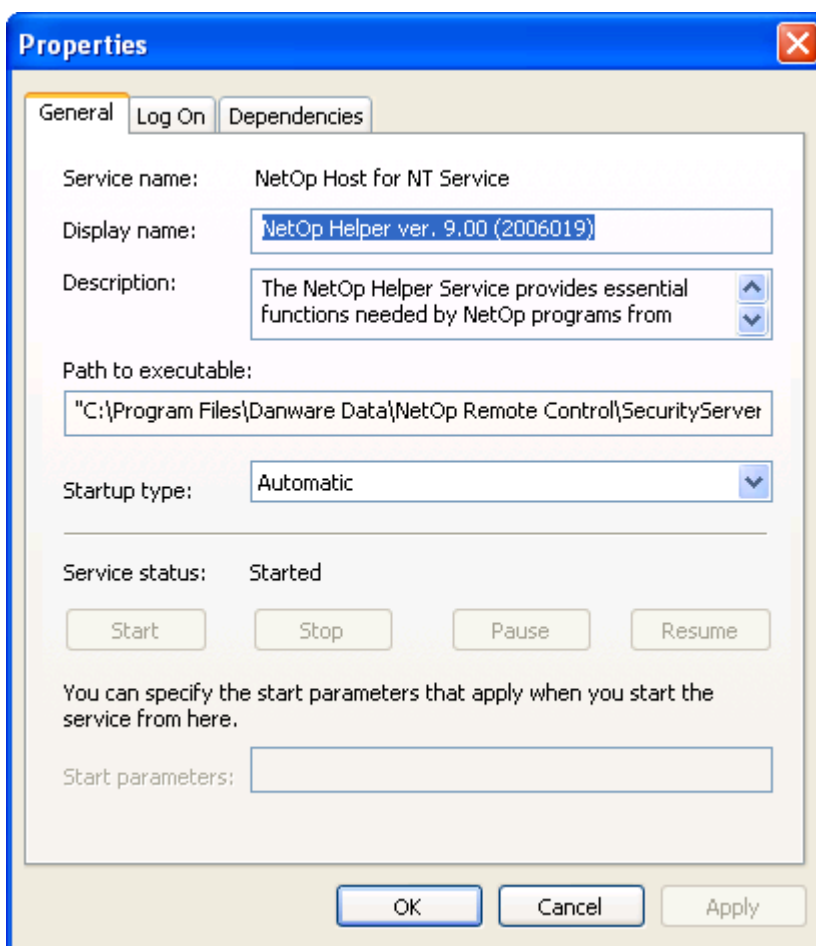 Properties
General Log On Dependencies
Service name: NetOp Host for NT Service
Display name: NetOp Helper ver. 9.00 (2006019)
Description: The NetOp Helper Service provides essential
functions needed by NetOp programs from
Path to executable:
"C:\Program Files\Danware Data\NetOp Remote Control\SecurityServer
Startup type: Automatic
Service status: Started
Start Stop Pause Resume
You can specify the start parameters that apply when you start the
service from here.
Start parameters:
OK Cancel Apply